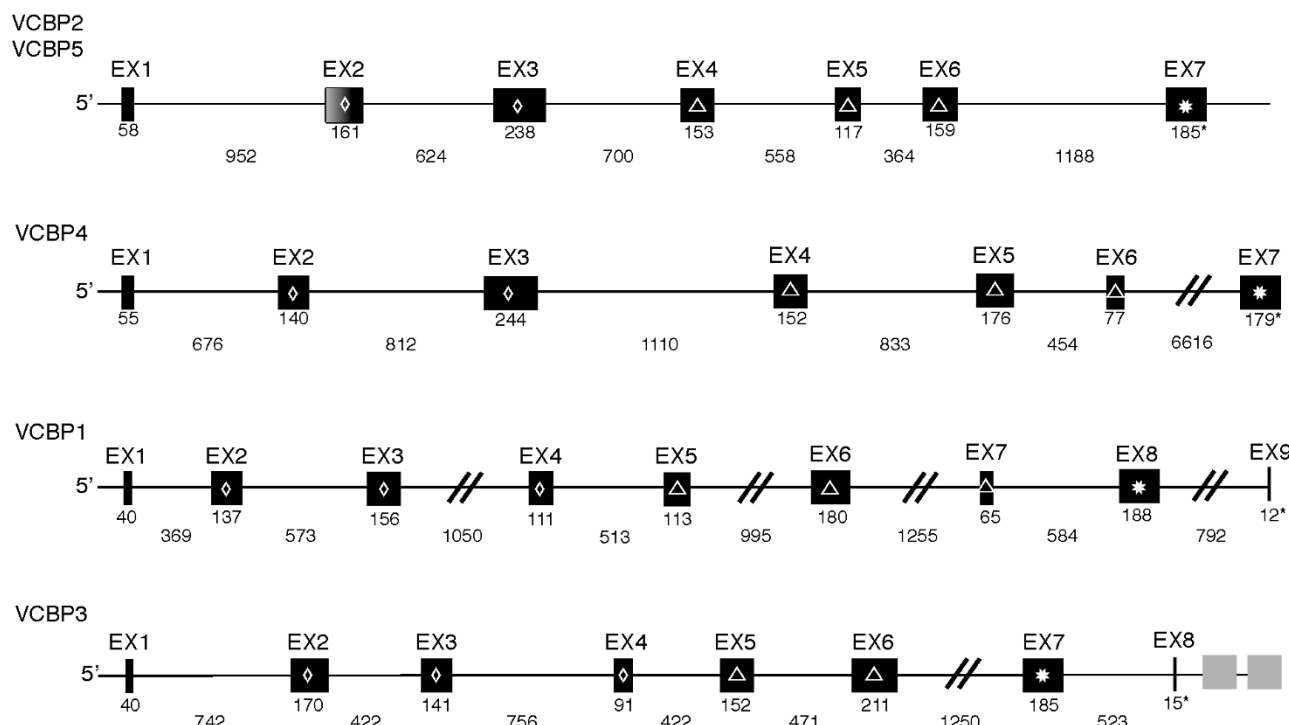 VCBP2
VCBP5
EX1 EX2 EX3 EX4 EX5 EX6 EX7
5’
58 161 238 153 117 159 185*
952 624 700 558 364 1188
VCBP4
EX1 EX2 EX3 EX4 EX5 EX6 EX7
5’
55 140 244 152 176 77 179*
676 812 1110 833 454 6616
VCBP1
EX1 EX2 EX3 EX4 EX5 EX6 EX7 EX8 EX9
5’
40 137 156 111 113 180 65 188 12*
369 573 1050 513 995 1255 584 792
VCBP3
EX1 EX2 EX3 EX4 EX5 EX6 EX7 EX8
5’
40 170 141 91 152 211 185 15*
742 422 756 422 471 1250 523